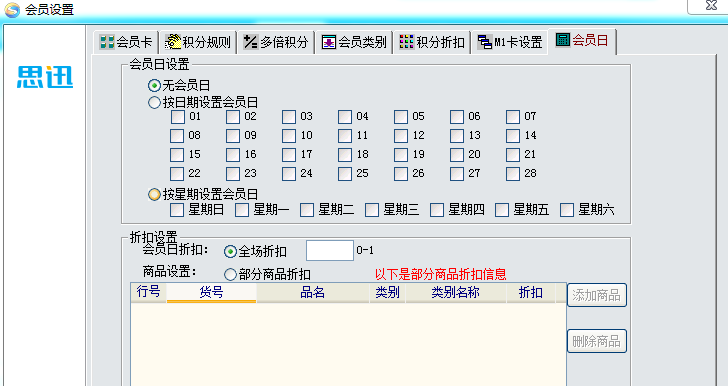 会员设置
会员卡 积分规则 多倍积分 会员类别 积分折扣 M1卡设置 会员日
思迅
会员日设置
无会员日
按日期设置会员日
01 02 03 04 05 06 07
08 09 10 11 12 13 14
15 16 17 18 19 20 21
22 23 24 25 26 27 28
按星期设置会员日
星期日 星期一 星期二 星期三 星期四 星期五 星期六
折扣设置
会员日折扣: 全场折扣 0-1
商品设置: 部分商品折扣 以下是部分商品折扣信息
行号 货号 品名 类别 类别名称 折扣
添加商品
删除商品